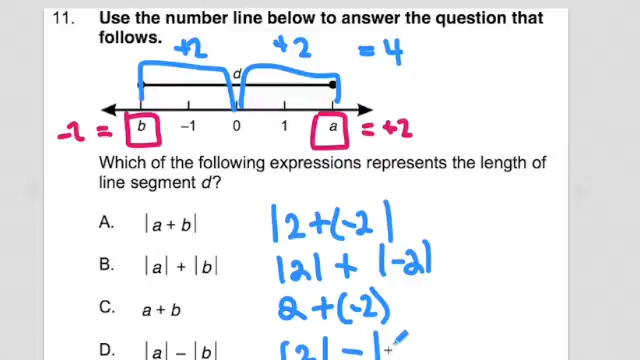 11. Use the number line below to answer the question that
follows.
+2 +2 = 4
d
-2 = b −1 0 1 a = +2
Which of the following expressions represents the length of
line segment d?
A. |a + b| |2+(-2|
B. |a| + |b| |2| + |-2|
C. a + b 2 + (-2)
D. |a| − |b| |2| - |